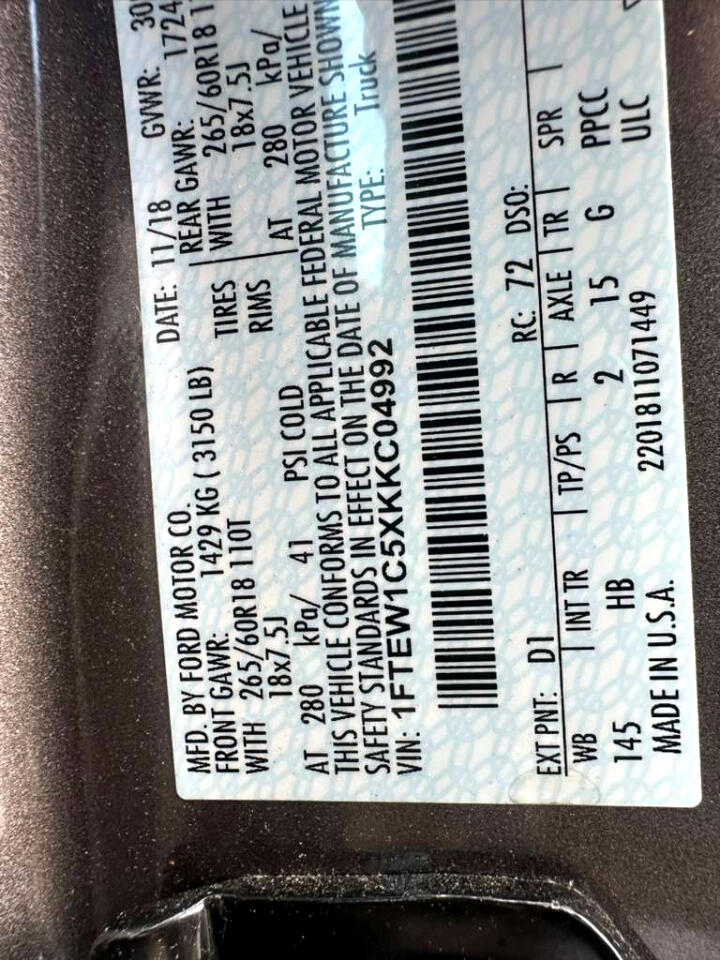 MFD. BY FORD MOTOR CO. DATE: 11/18 GVWR:
FRONT GAWR: 1429 KG ( 3150 LB) REAR GAWR: 1724
WITH 265/60R18 110T TIRES WITH 265/60R18
18x7.5J RIMS 18x7.5J
AT 280 kPa/ 41 PSI COLD AT 280 kPa/
THIS VEHICLE CONFORMS TO ALL APPLICABLE FEDERAL MOTOR VEHICLE
SAFETY STANDARDS IN EFFECT ON THE DATE OF MANUFACTURE SHOWN
VIN: 1FTEW1C5XKKC04992 TYPE: Truck
EXT PNT: D1 RC: 72 DSO:
WB | INT TR | TP/PS | R | AXLE | TR | SPR |
145 HB 2 15 G PPCC
MADE IN U.S.A. 2201811071449 ULC